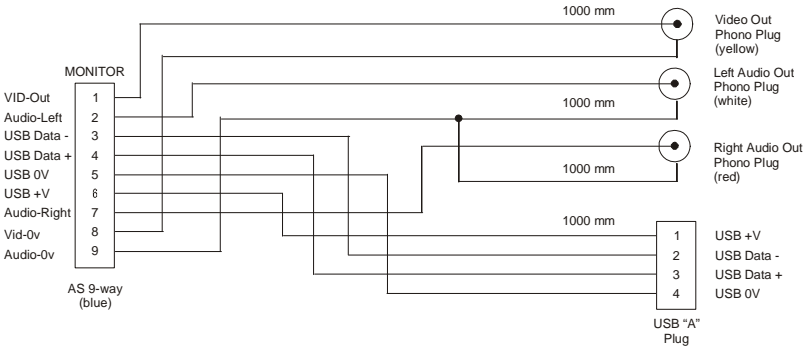 1000 mm
Video Out
Phono Plug
(yellow)
MONITOR
Left Audio Out
Phono Plug
(white)
1000 mm
VID-Out 1
Audio-Left 2
USB Data - 3
USB Data + 4
USB 0V 5
USB +V 6
Audio-Right 7
Vid-0v 8
Audio-0v 9
Right Audio Out
Phono Plug
(red)
1000 mm
1000 mm
1 USB +V
2 USB Data -
3 USB Data +
4 USB 0V
AS 9-way
(blue)
USB “A”
Plug